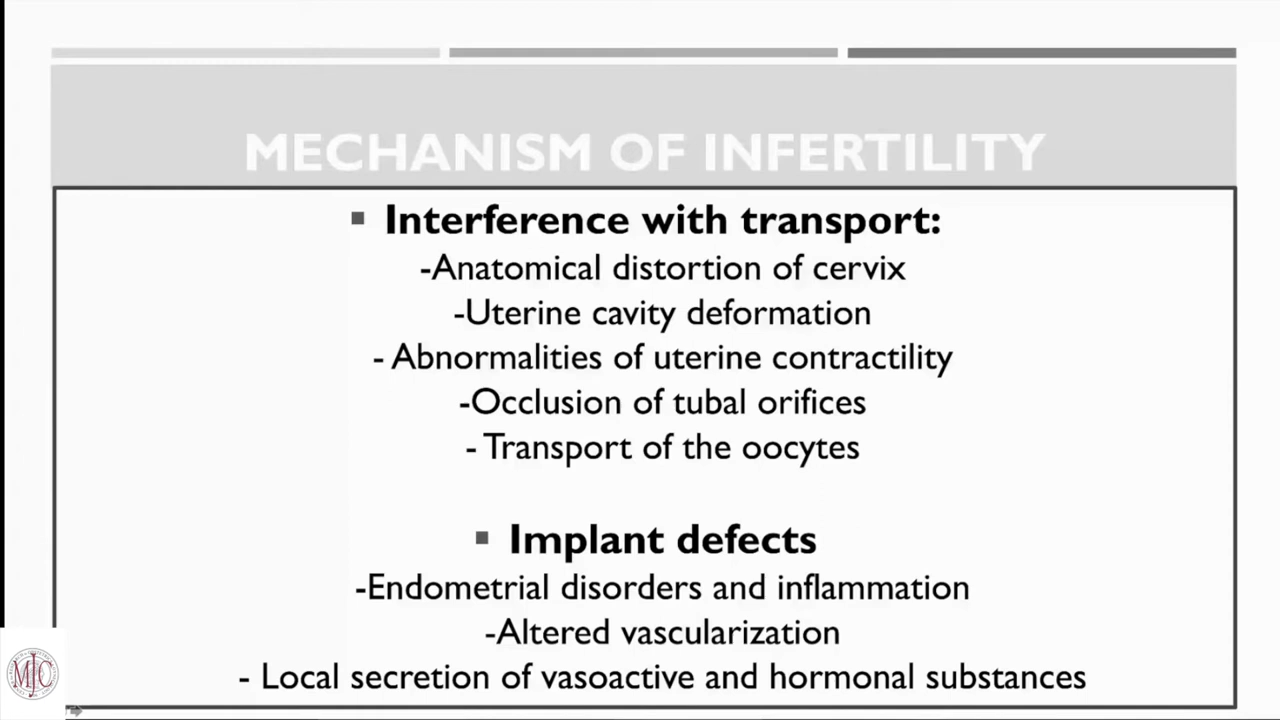 MECHANISM OF INFERTILITY
▪ Interference with transport:
-Anatomical distortion of cervix
-Uterine cavity deformation
- Abnormalities of uterine contractility
-Occlusion of tubal orifices
- Transport of the oocytes
▪ Implant defects
-Endometrial disorders and inflammation
-Altered vascularization
- Local secretion of vasoactive and hormonal substances
MJC